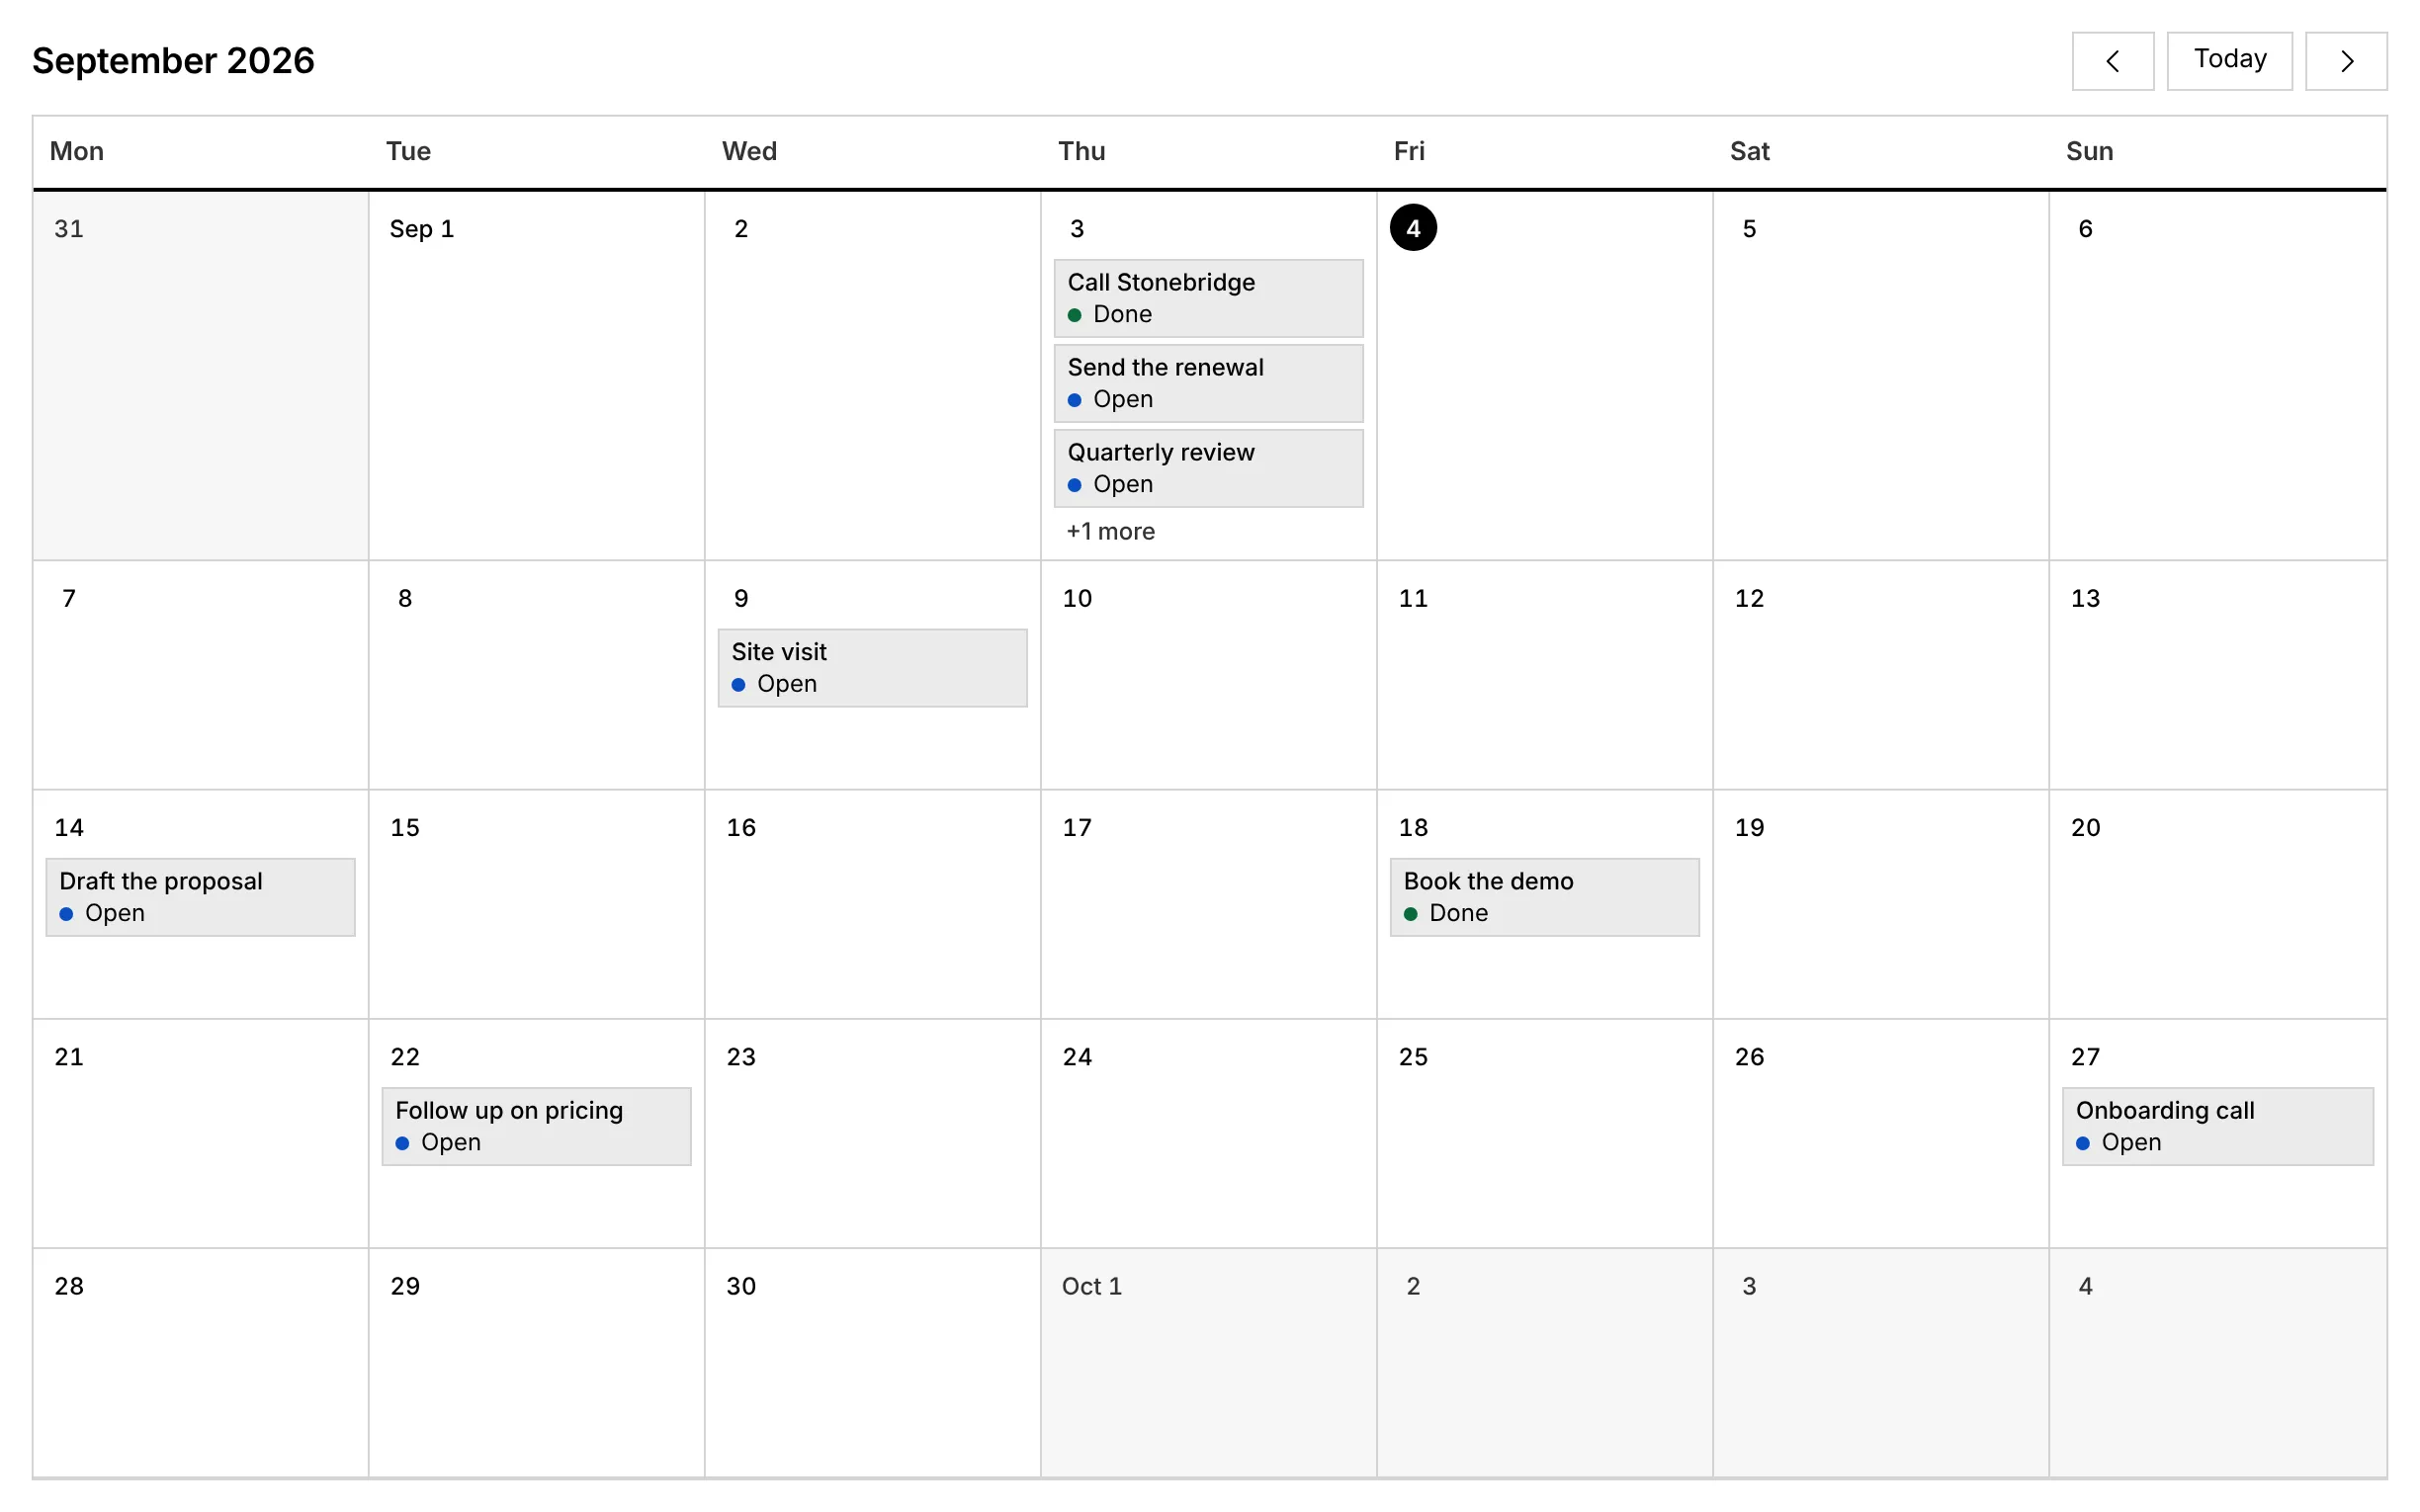 September 2026
Today
Mon Tue Wed Thu Fri Sat Sun
31 Sep 1 2 3 4 5 6
Call Stonebridge
Done
Send the renewal
Open
Quarterly review
Open
+1 more
7 8 9 10 11 12 13
Site visit
Open
14 15 16 17 18 19 20
Draft the proposal
Open
Book the demo
Done
21 22 23 24 25 26 27
Follow up on pricing
Open
Onboarding call
Open
28 29 30 Oct 1 2 3 4